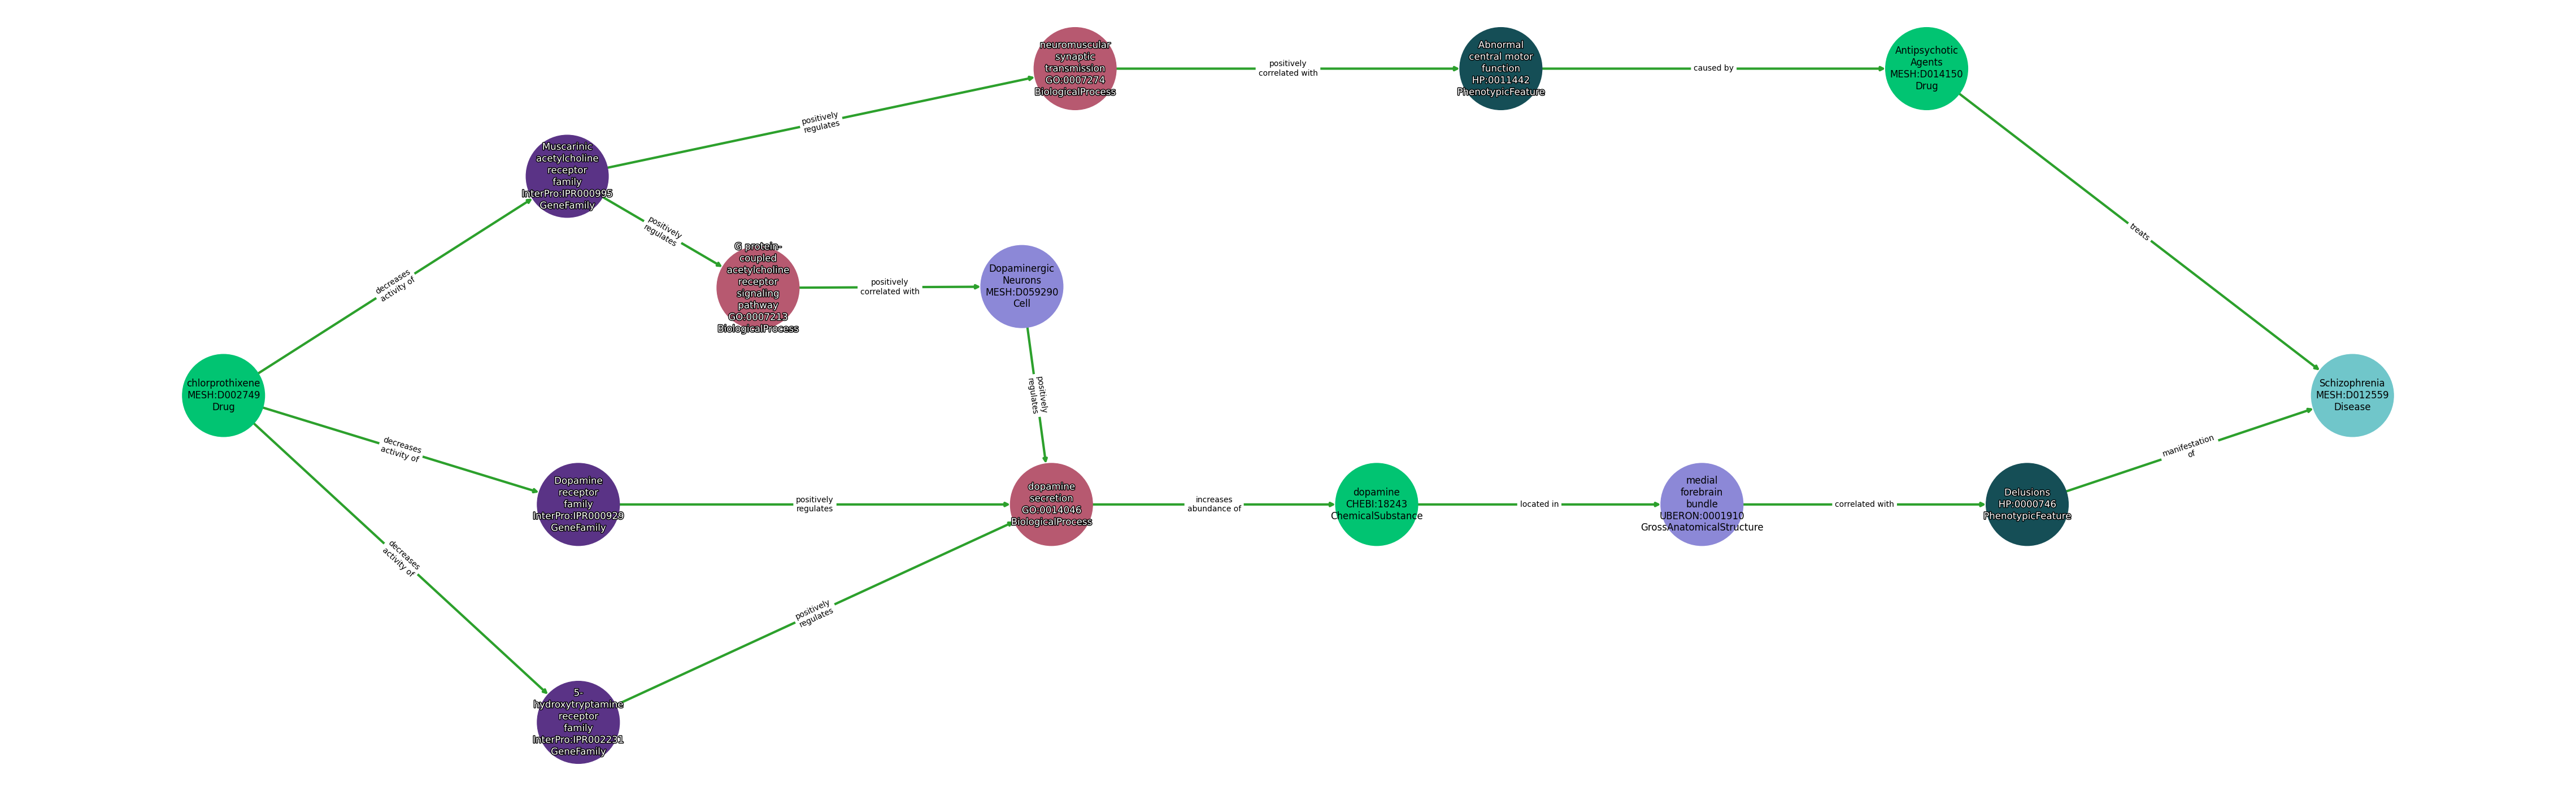 neuromuscular
synaptic
transmission
GO:0007274
BiologicalProcess
positively
correlated with
Abnormal
central motor
function
HP:0011442
PhenotypicFeature
caused by
Antipsychotic
Agents
MESH:D014150
Drug
positively
regulates
Muscarinic
acetylcholine
receptor
family
InterPro:IPR000995
GeneFamily
positively
regulates
treats
G protein-
coupled
acetylcholine
receptor
signaling
pathway
GO:0007213
BiologicalProcess
positively
correlated with
Dopaminergic
Neurons
MESH:D059290
Cell
decreases
activity of
positively
regulates
chlorprothixene
MESH:D002749
Drug
Schizophrenia
MESH:D012559
Disease
decreases
activity of
manifestation
of
Dopamine
receptor
family
InterPro:IPR000929
GeneFamily
positively
regulates
dopamine
secretion
GO:0014046
BiologicalProcess
increases
abundance of
dopamine
CHEBI:18243
ChemicalSubstance
located in
medial
forebrain
bundle
UBERON:0001910
GrossAnatomicalStructure
correlated with
Delusions
HP:0000746
PhenotypicFeature
decreases
activity of
positively
regulates
5-
hydroxytryptamine
receptor
family
InterPro:IPR002231
GeneFamily